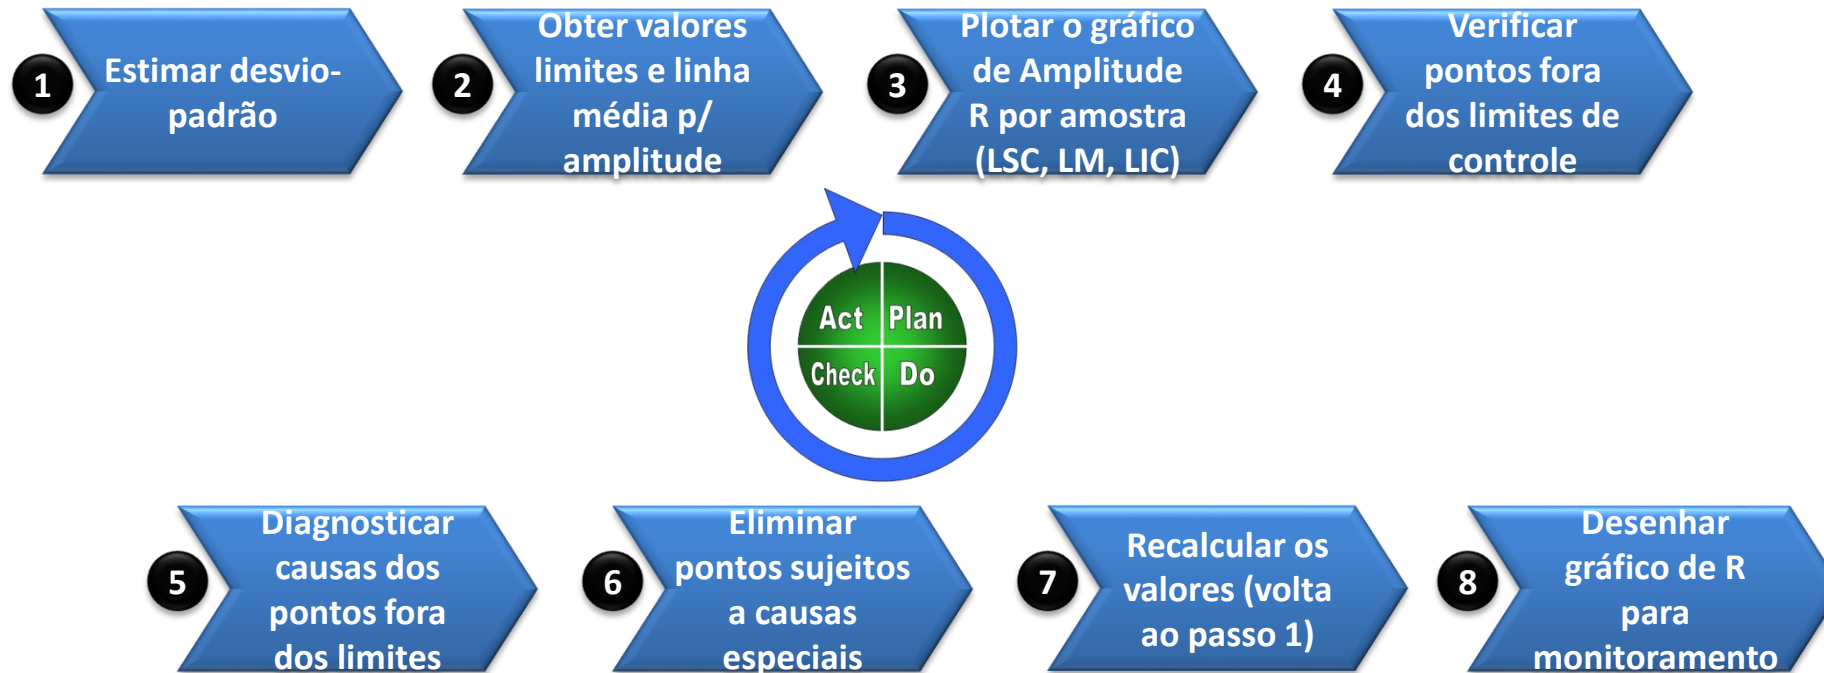 1
Estimar desvio-
padrão
2
Obter valores
limites e linha
média p/
amplitude
3
Plotar o gráfico
de Amplitude
R por amostra
(LSC, LM, LIC)
4
Verificar
pontos fora
dos limites de
controle
Act
Plan
Check
Do
5
Diagnosticar
causas dos
pontos fora
dos limites
6
Eliminar
pontos sujeitos
a causas
especiais
7
Recalcular os
valores (volta
ao passo 1)
8
Desenhar
gráfico de R
para
monitoramento